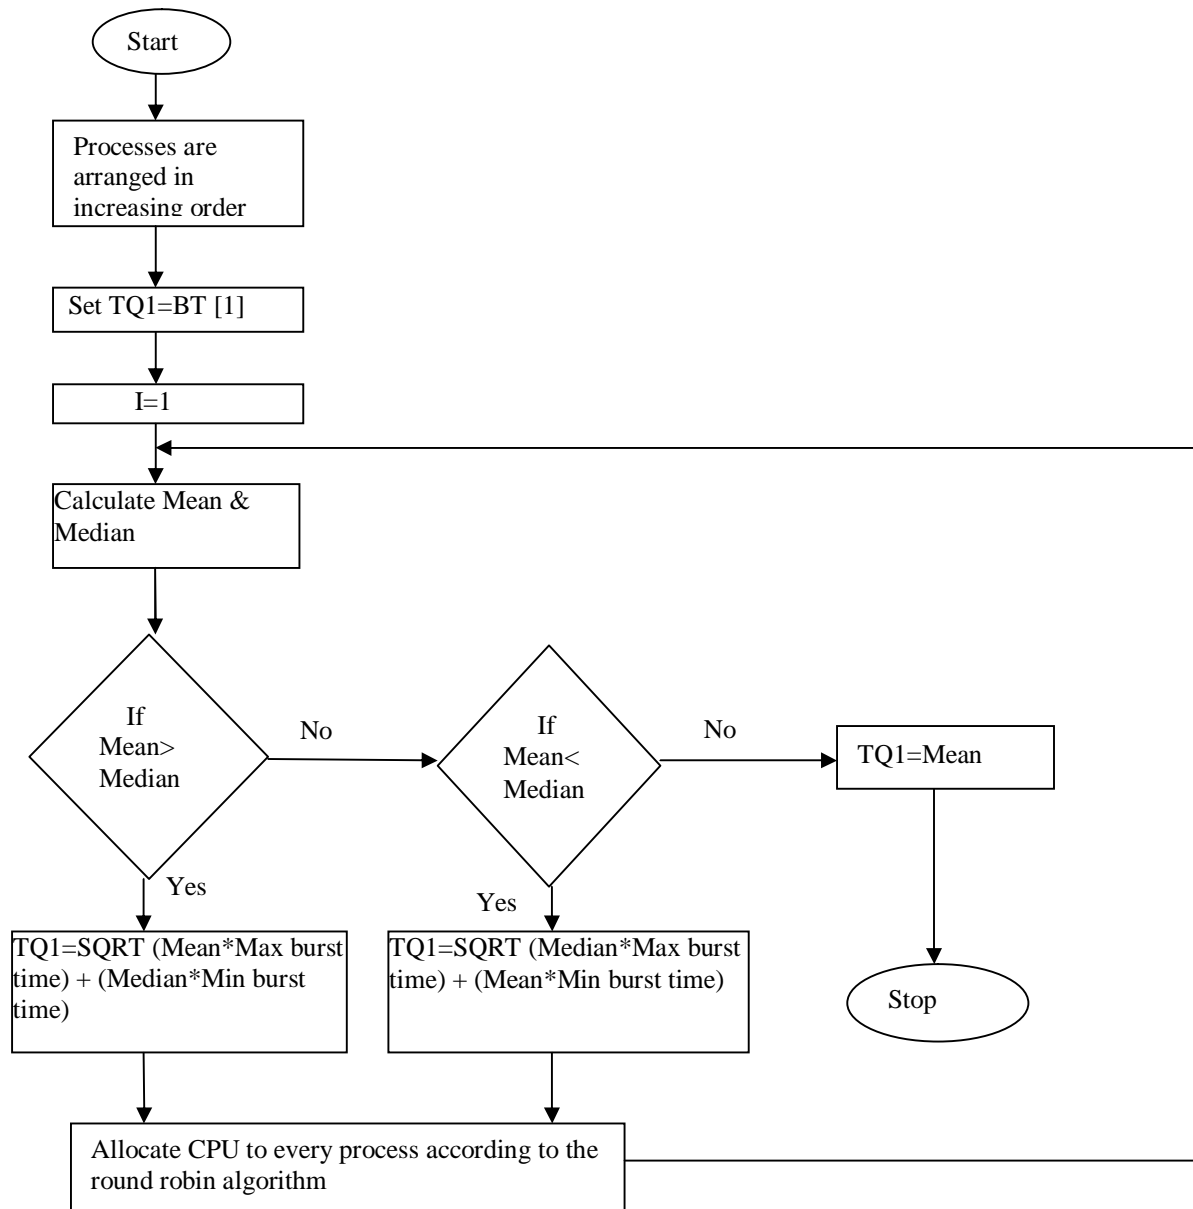 Start
Processes are
arranged in
increasing order
Set TQ1=BT [1]
I=1
Calculate Mean &
Median
If
Mean>
Median
No
If
Mean<
Median
No
TQ1=Mean
Yes
Yes
TQ1=SQRT (Mean*Max burst
time) + (Median*Min burst
time)
TQ1=SQRT (Median*Max burst
time) + (Mean*Min burst time)
Stop
Allocate CPU to every process according to the
round robin algorithm